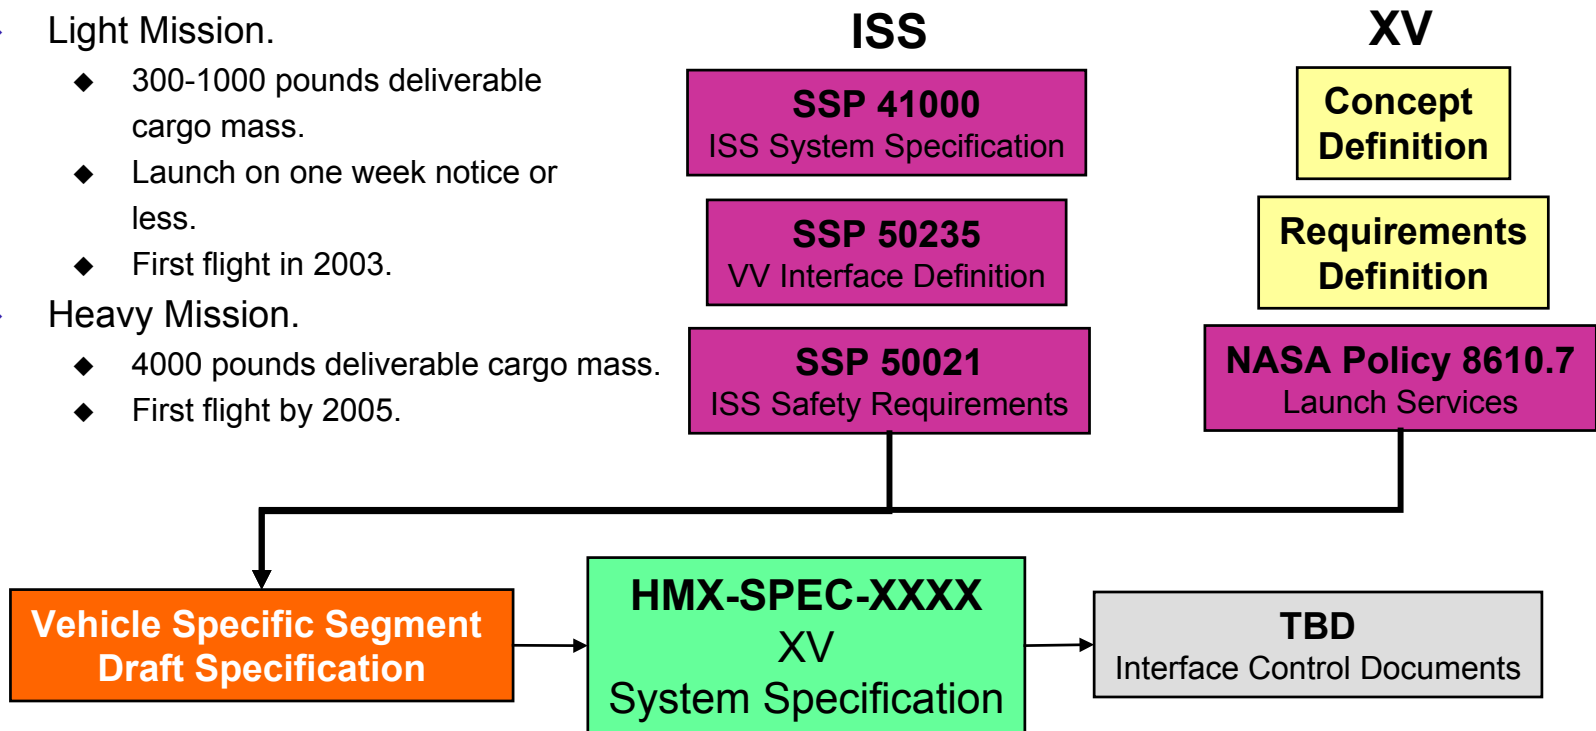 Light Mission.
◆ 300-1000 pounds deliverable
cargo mass.
◆ Launch on one week notice or
less.
◆ First flight in 2003.
Heavy Mission.
◆ 4000 pounds deliverable cargo mass.
◆ First flight by 2005.
ISS
SSP 41000
ISS System Specification
SSP 50235
VV Interface Definition
SSP 50021
ISS Safety Requirements
XV
Concept
Definition
Requirements
Definition
NASA Policy 8610.7
Launch Services
Vehicle Specific Segment
Draft Specification
HMX-SPEC-XXXX
XV
System Specification
TBD
Interface Control Documents